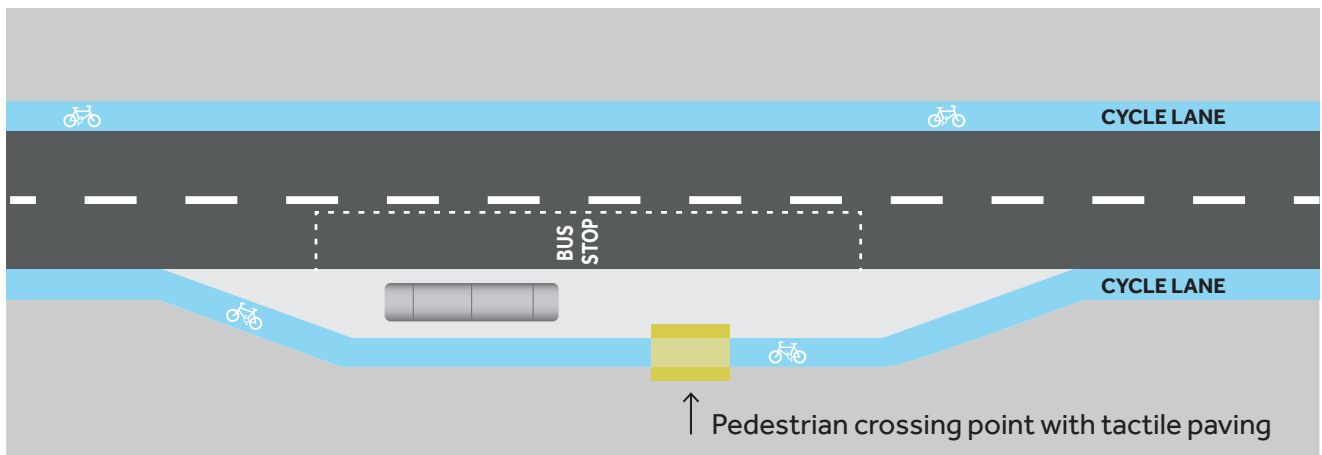 CYCLE LANE
BUS
STOP
CYCLE LANE
Pedestrian crossing point with tactile paving